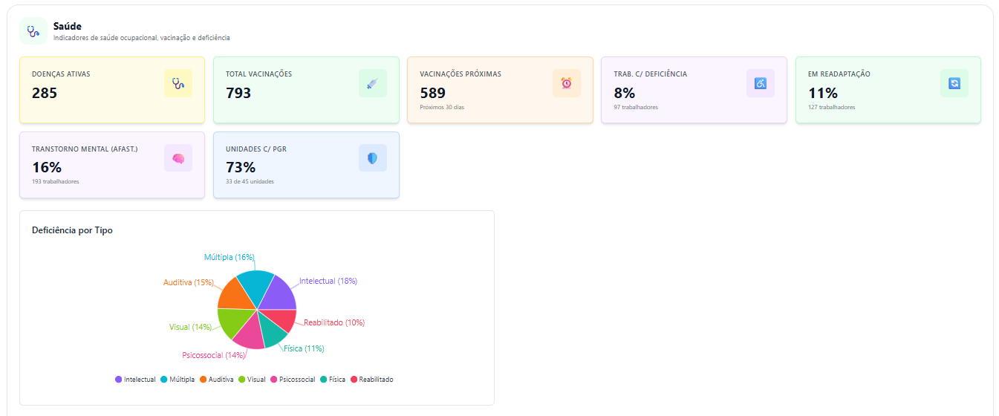 Saúde
Indicadores de saúde ocupacional, vacinação e deficiência
DOENÇAS ATIVAS
285
TOTAL VACINAÇÕES
793
VACINAÇÕES PRÓXIMAS
589
Próximos 30 dias
TRAB. C/ DEFICIÊNCIA
8%
97 trabalhadores
EM READAPTAÇÃO
11%
127 trabalhadores
TRANSTORNO MENTAL (AFAST.)
16%
193 trabalhadores
UNIDADES C/ PGR
73%
33 de 45 unidades
Deficiência por Tipo
Múltipla (16%)
Intelectual (18%)
Auditiva (15%)
Reabilitado (10%)
Visual (14%)
Física (11%)
Psicossocial (14%)
Intelectual Múltipla Auditiva Visual Psicossocial Física Reabilitado